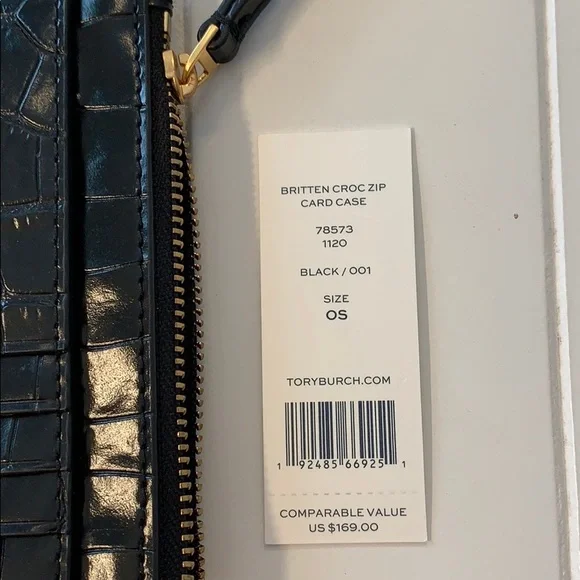 BRITTEN CROC ZIP
CARD CASE
78573
1120
BLACK / 001
SIZE
OS
TORYBURCH.COM
1 92485 66925 1
COMPARABLE VALUE
US $169.00